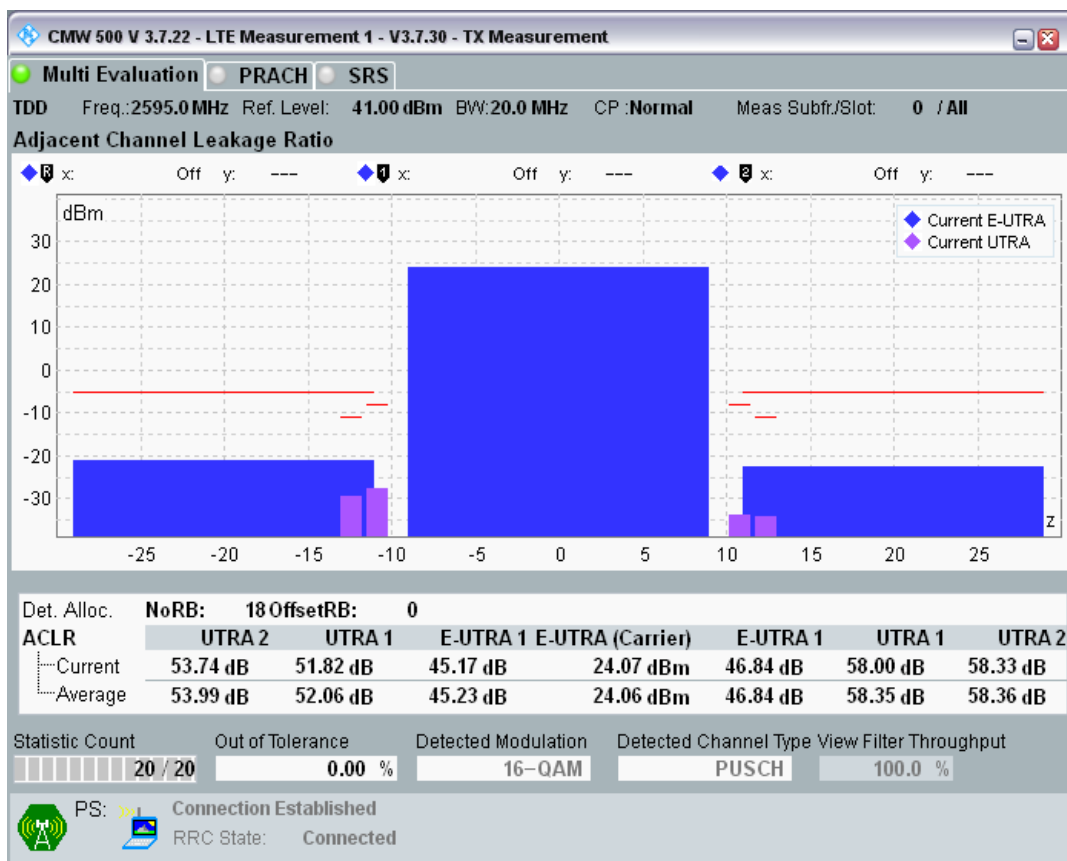 CMW 500 V 3.7.22 - LTE Measurement 1 - V3.7.30 - TX Measurement
Multi Evaluation PRACH SRS
TDD Freg.:2595.0 MHz Ref. Level: 41.00 dBm BW:20.0 MHz CP :Normal Meas Subfr./Slot: 0 / All
Adjacent Channel Leakage Ratio
R x: Off y: --- 1 x: Off y: --- 2 x: Off y: ---
dBm
Current E-UTRA
Current UTRA
30
20
10
0
-10
-20
-30
z
-25 -20 -15 -10 -5 0 5 10 15 20 25
Det. Alloc. NoRB: 18 OffsetRB: 0
ACLR UTRA 2 UTRA 1 E-UTRA 1 E-UTRA (Carrier) E-UTRA 1 UTRA 1 UTRA 2
Current 53.74 dB 51.82 dB 45.17 dB 24.07 dBm 46.84 dB 58.00 dB 58.33 dB
Average 53.99 dB 52.06 dB 45.23 dB 24.06 dBm 46.84 dB 58.35 dB 58.36 dB
Statistic Count Out of Tolerance Detected Modulation Detected Channel Type View Filter Throughput
20 / 20 0.00 % 16-QAM PUSCH 100.0 %
PS: Connection Established
RRC State: Connected